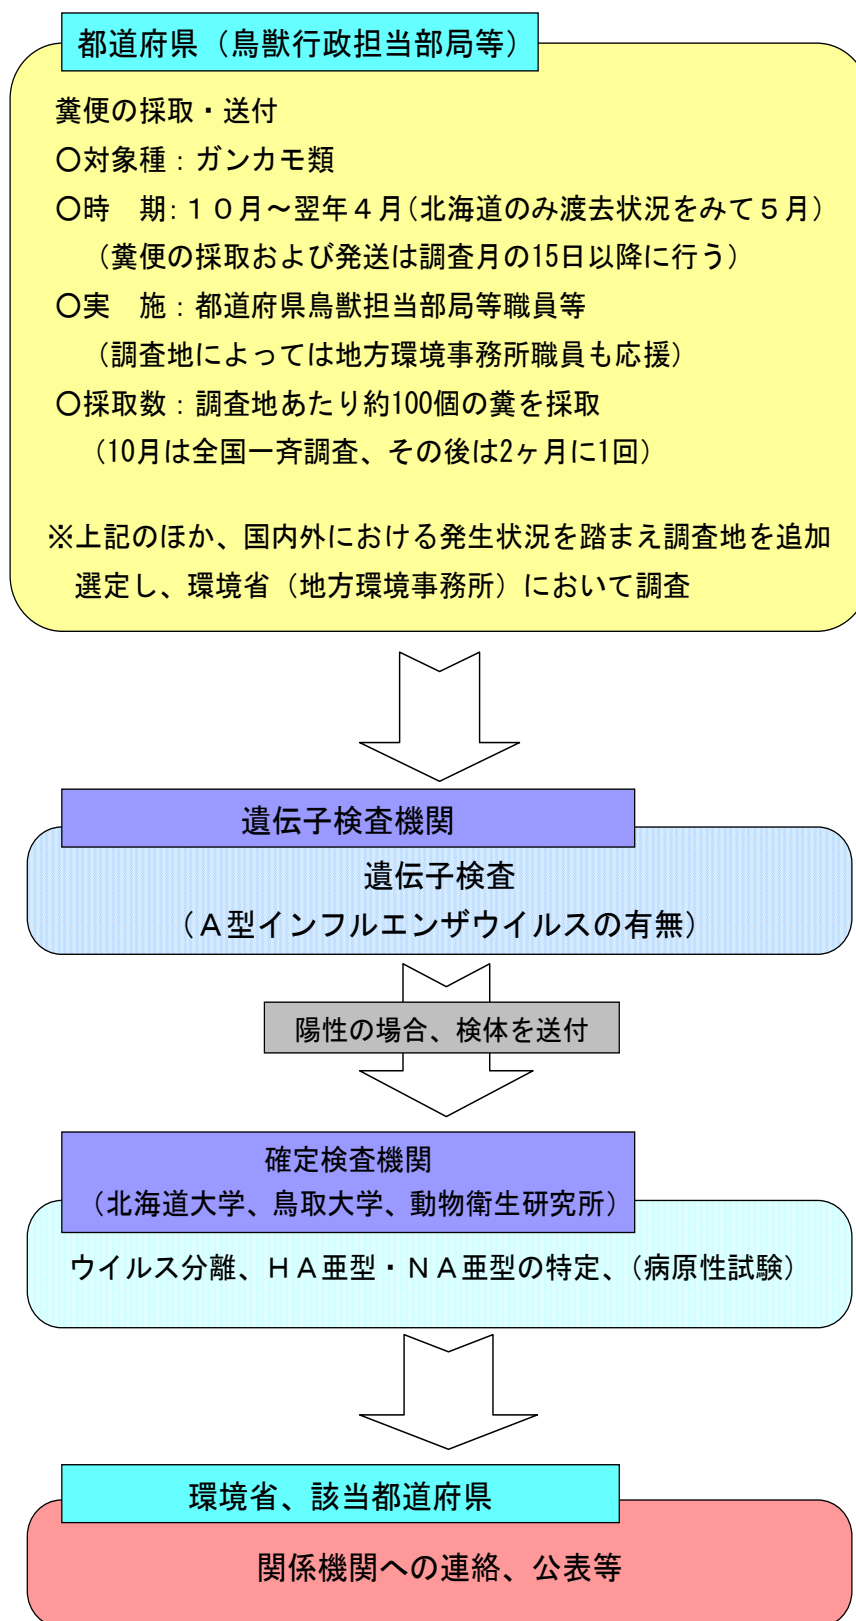 都道府県（鳥獣行政担当部局等）
糞便の採取・送付
○対象種：ガンカモ類
○時　期：１０月～翌年４月（北海道のみ渡去状況をみて５月）
（糞便の採取および発送は調査月の15日以降に行う）
○実　施：都道府県鳥獣担当部局等職員等
（調査地によっては地方環境事務所職員も応援）
○採取数：調査地あたり約100個の糞を採取
（10月は全国一斉調査、その後は2ヶ月に1回）
※上記のほか、国内外における発生状況を踏まえ調査地を追加
選定し、環境省（地方環境事務所）において調査
遺伝子検査機関
遺伝子検査
（Ａ型インフルエンザウイルスの有無）
陽性の場合、検体を送付
確定検査機関
（北海道大学、鳥取大学、動物衛生研究所）
ウイルス分離、ＨＡ亜型・ＮＡ亜型の特定、（病原性試験）
環境省、該当都道府県
関係機関への連絡、公表等